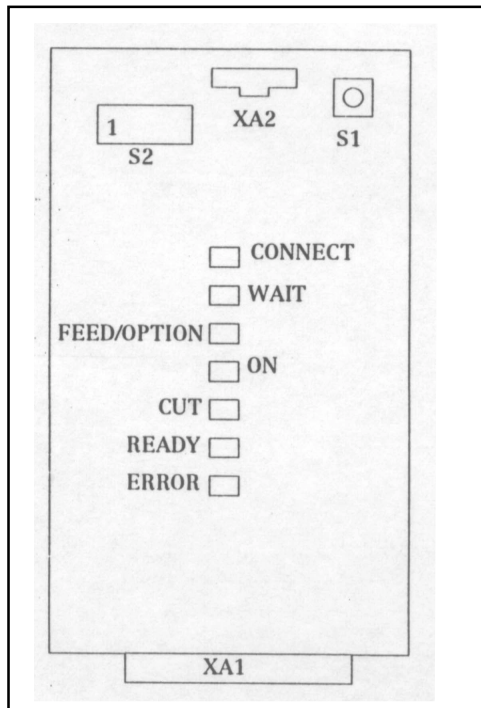 XA2
1
S1
S2
CONNECT
WAIT
FEED/OPTION
ON
CUT
READY
ERROR
XA1